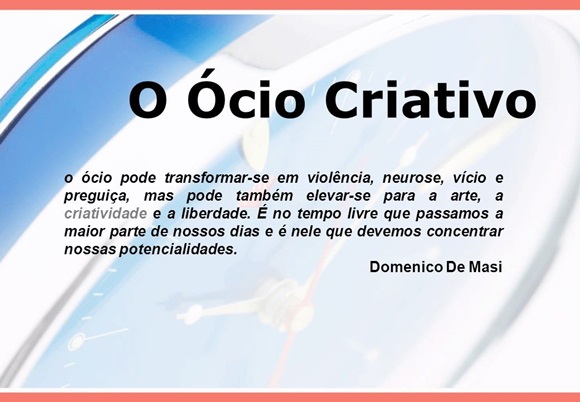 O Ócio Criativo
o ócio pode transformar-se em violência, neurose, vício e
preguiça, mas pode também elevar-se para a arte, a
criatividade e a liberdade. É no tempo livre que passamos a
maior parte de nossos dias e é nele que devemos concentrar
nossas potencialidades.
Domenico De Masi